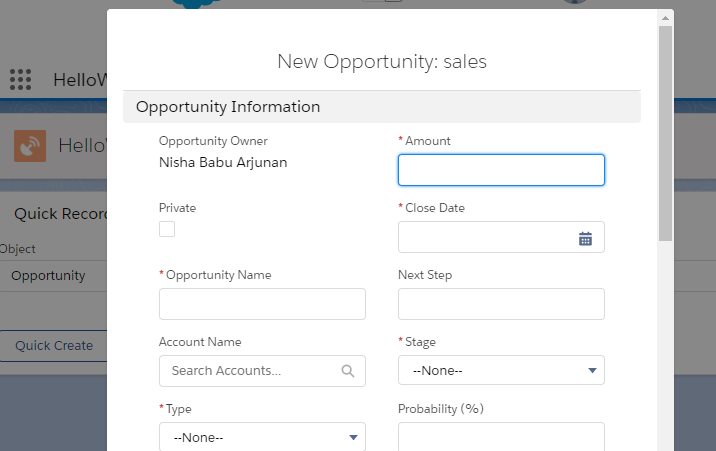 New Opportunity: sales
HelloW
Opportunity Information
Hello
Opportunity Owner
Nisha Babu Arjunan
* Amount
Private
* Close Date
Quick Record
Object
Opportunity
* Opportunity Name
Next Step
Quick Create
Account Name
Search Accounts...
* Stage
--None--
* Type
--None--
Probability (%)